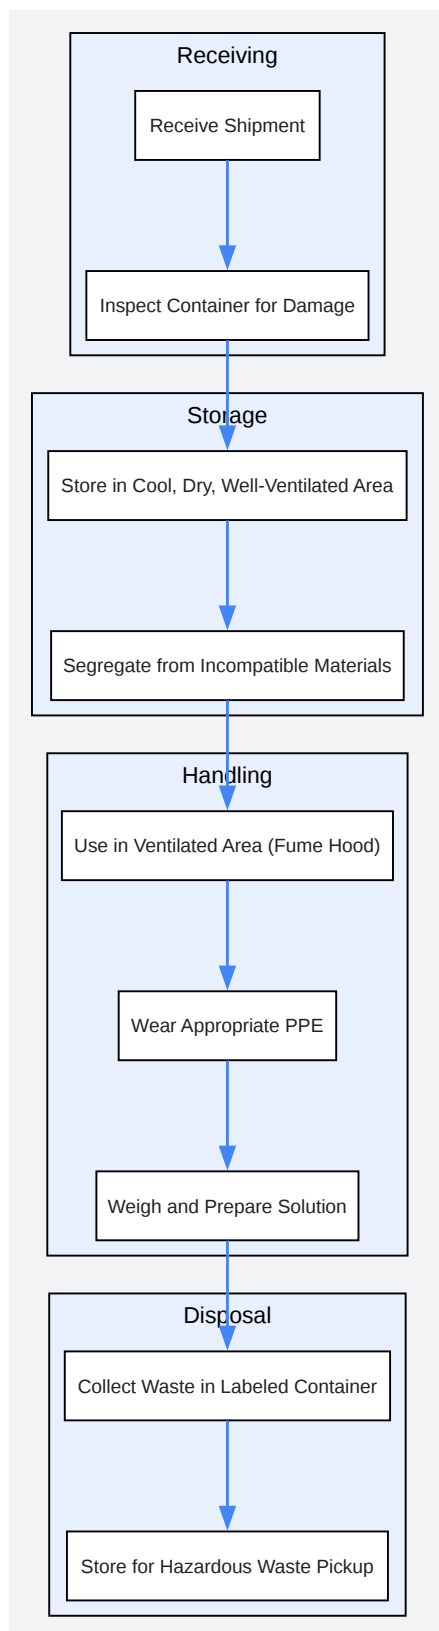 Receiving
Receive Shipment
Inspect Container for Damage
Storage
Store in Cool, Dry, Well-Ventilated Area
Segregate from Incompatible Materials
Handling
Use in Ventilated Area (Fume Hood)
Wear Appropriate PPE
Weigh and Prepare Solution
Disposal
Collect Waste in Labeled Container
Store for Hazardous Waste Pickup